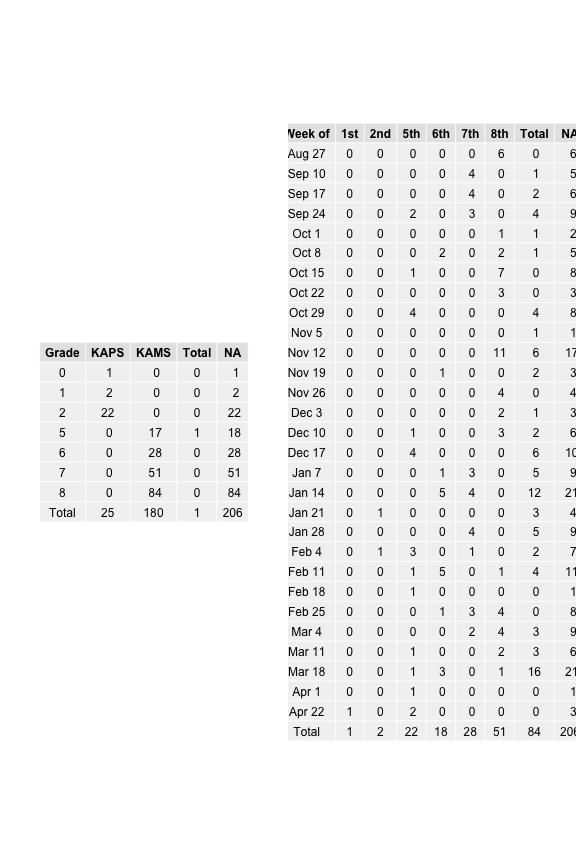 Grade KAPS KAMS Total NA
0 1 0 0 1
1 2 0 0 2
2 22 0 0 22
5 0 17 1 18
6 0 28 0 28
7 0 51 0 51
8 0 84 0 84
Total 25 180 1 206
Week of 1st 2nd 5th 6th 7th 8th Total NA
Aug 27 0 0 0 0 0 6 0 6
Sep 10 0 0 0 0 4 0 1 5
Sep 17 0 0 0 0 4 0 2 6
Sep 24 0 0 2 0 3 0 4 9
Oct 1 0 0 0 0 0 1 1 2
Oct 8 0 0 0 2 0 2 1 5
Oct 15 0 0 1 0 0 7 0 8
Oct 22 0 0 0 0 0 3 0 3
Oct 29 0 0 4 0 0 0 4 8
Nov 5 0 0 0 0 0 0 1 1
Nov 12 0 0 0 0 0 11 6 17
Nov 19 0 0 0 1 0 0 2 3
Nov 26 0 0 0 0 0 4 0 4
Dec 3 0 0 0 0 0 2 1 3
Dec 10 0 0 1 0 0 3 2 6
Dec 17 0 0 4 0 0 0 6 10
Jan 7 0 0 0 1 3 0 5 9
Jan 14 0 0 0 5 4 0 12 21
Jan 21 0 1 0 0 0 0 3 4
Jan 28 0 0 0 0 4 0 5 9
Feb 4 0 1 3 0 1 0 2 7
Feb 11 0 0 1 5 0 1 4 11
Feb 18 0 0 1 0 0 0 0 1
Feb 25 0 0 0 1 3 4 0 8
Mar 4 0 0 0 0 2 4 3 9
Mar 11 0 0 1 0 0 2 3 6
Mar 18 0 0 1 3 0 1 16 21
Apr 1 0 0 1 0 0 0 0 1
Apr 22 1 0 2 0 0 0 0 3
Total 1 2 22 18 28 51 84 206